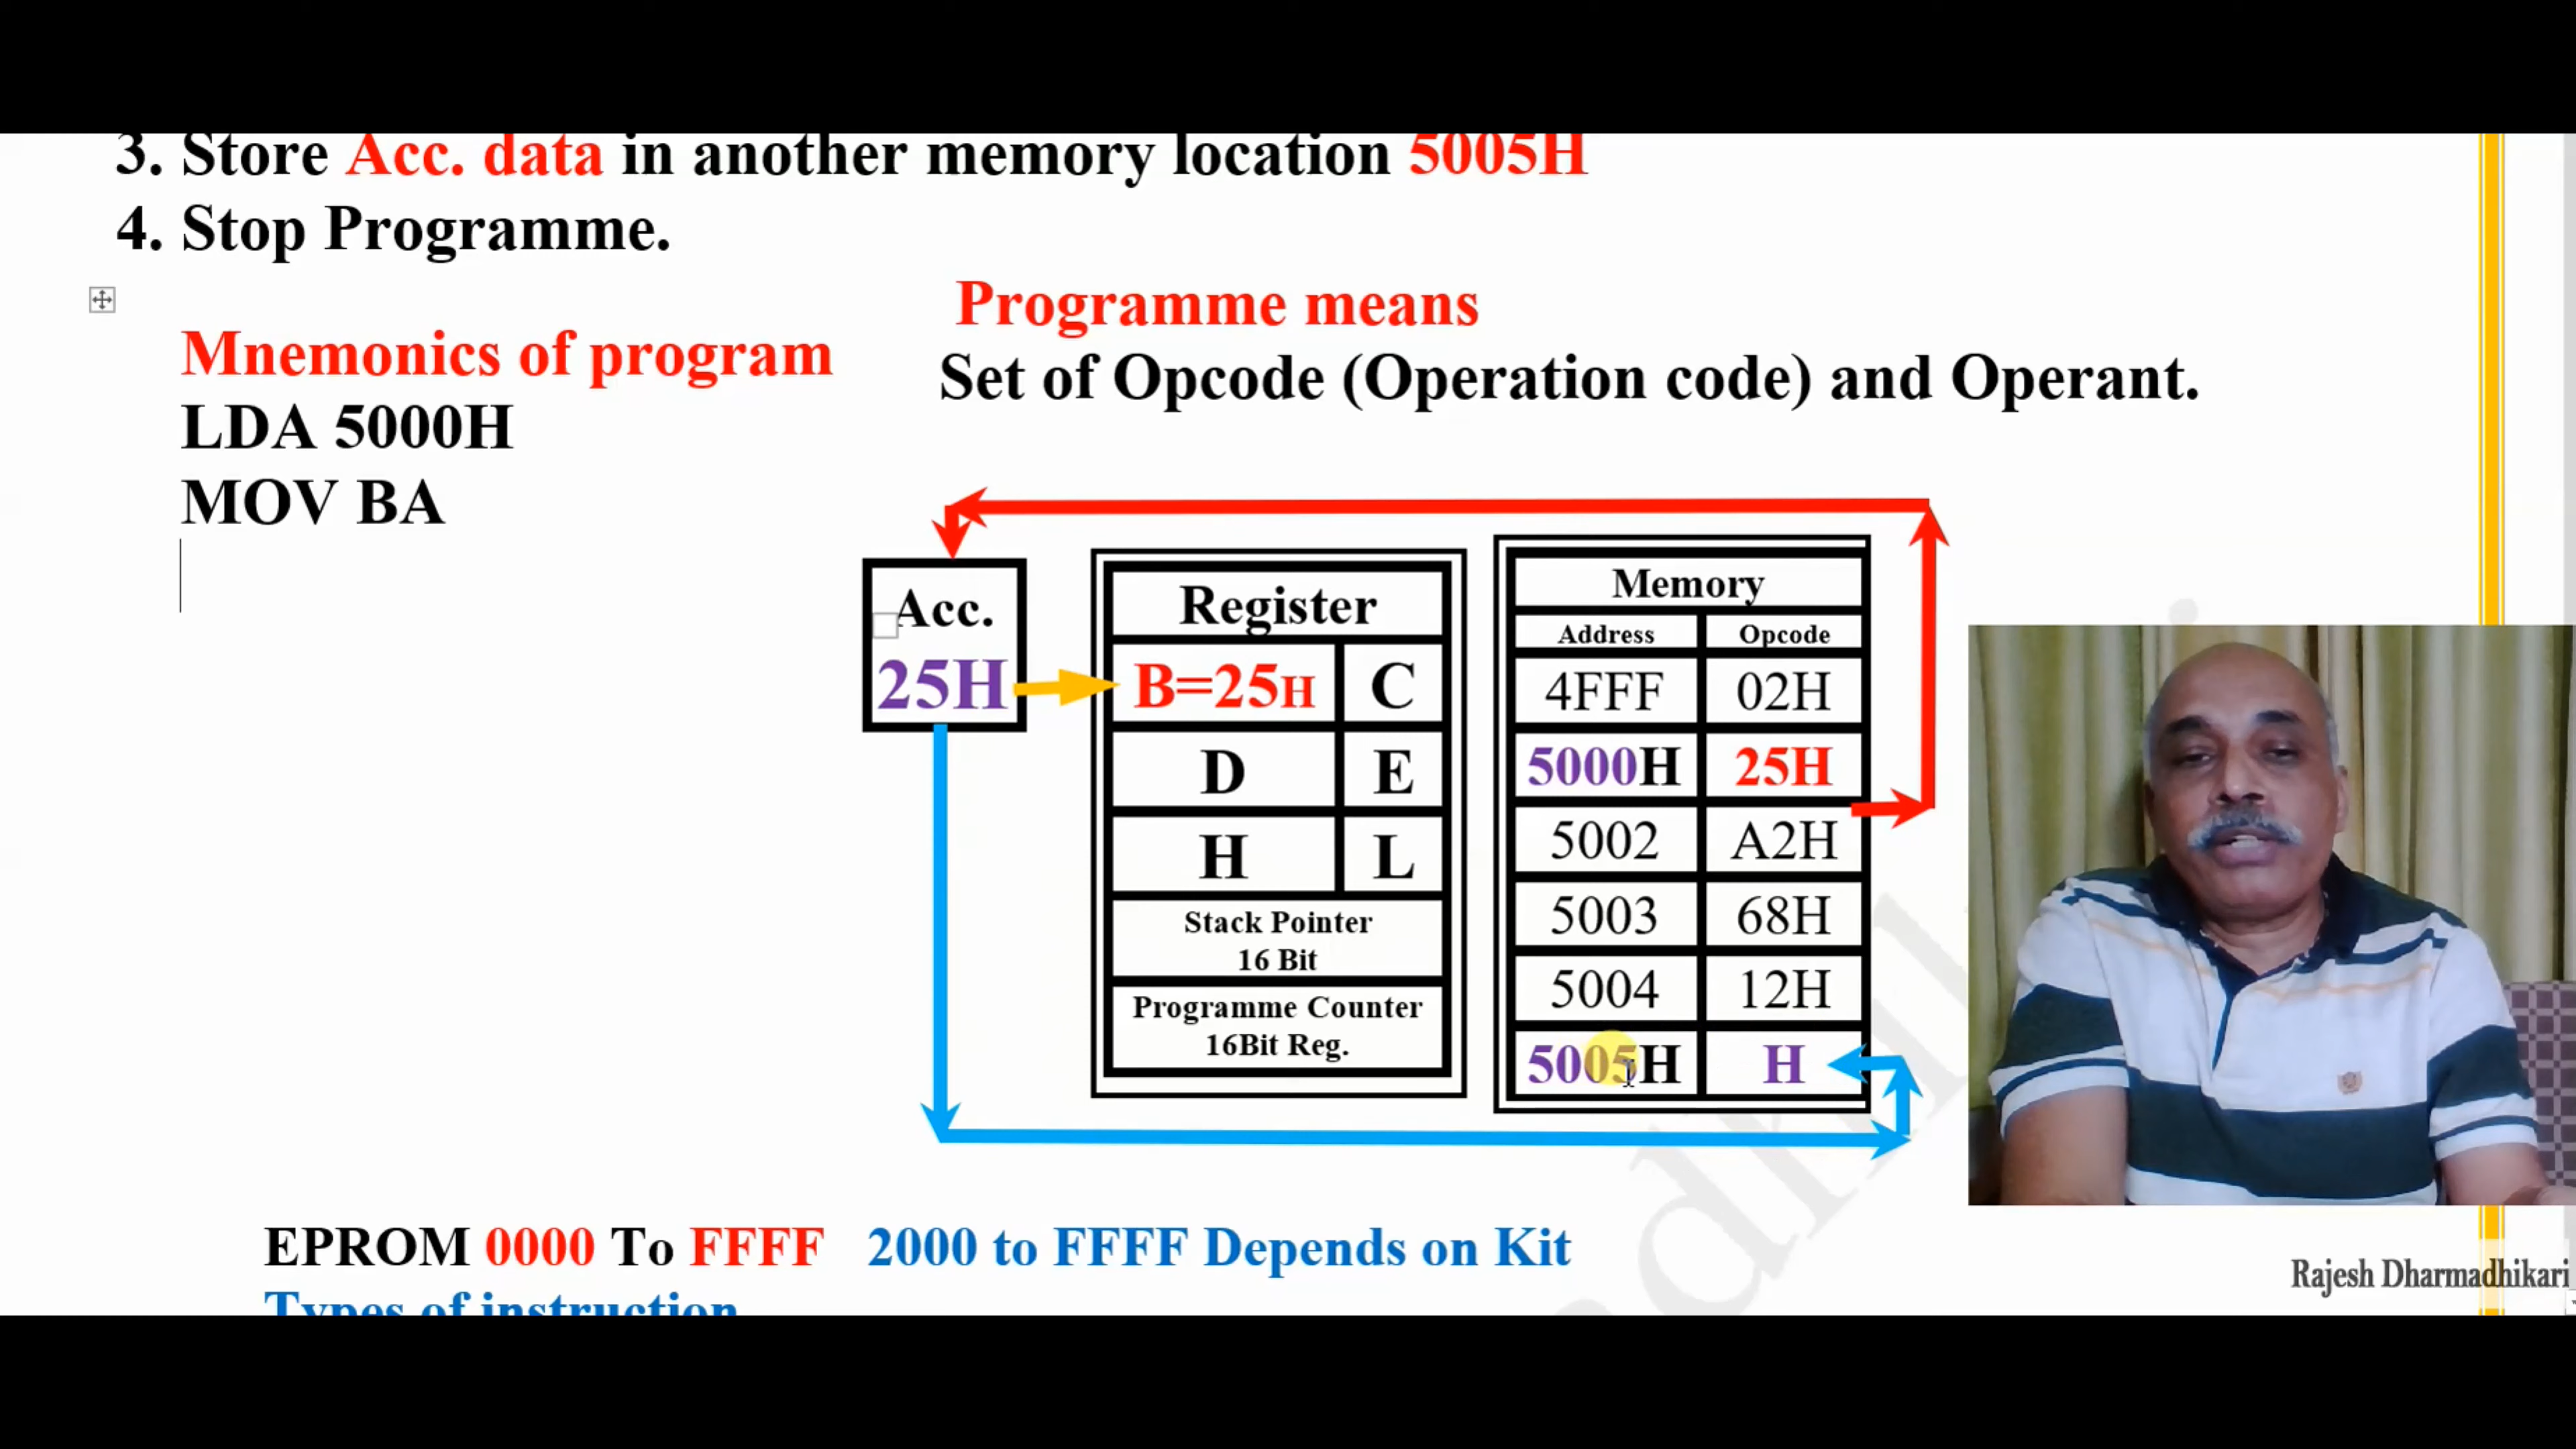 3. Store Acc. data in another memory location 5005H
4. Stop Programme.
Programme means
Set of Opcode (Operation code) and Operant.
Mnemonics of program
LDA 5000H
MOV BA
Acc.
25H
Register
B=25H C
D E
H L
Stack Pointer
16 Bit
Programme Counter
16Bit Reg.
Memory
Address Opcode
4FFF 02H
5000H 25H
5002 A2H
5003 68H
5004 12H
5005H H
EPROM 0000 To FFFF 2000 to FFFF Depends on Kit
Types of instruction
Rajesh Dharmadhikari